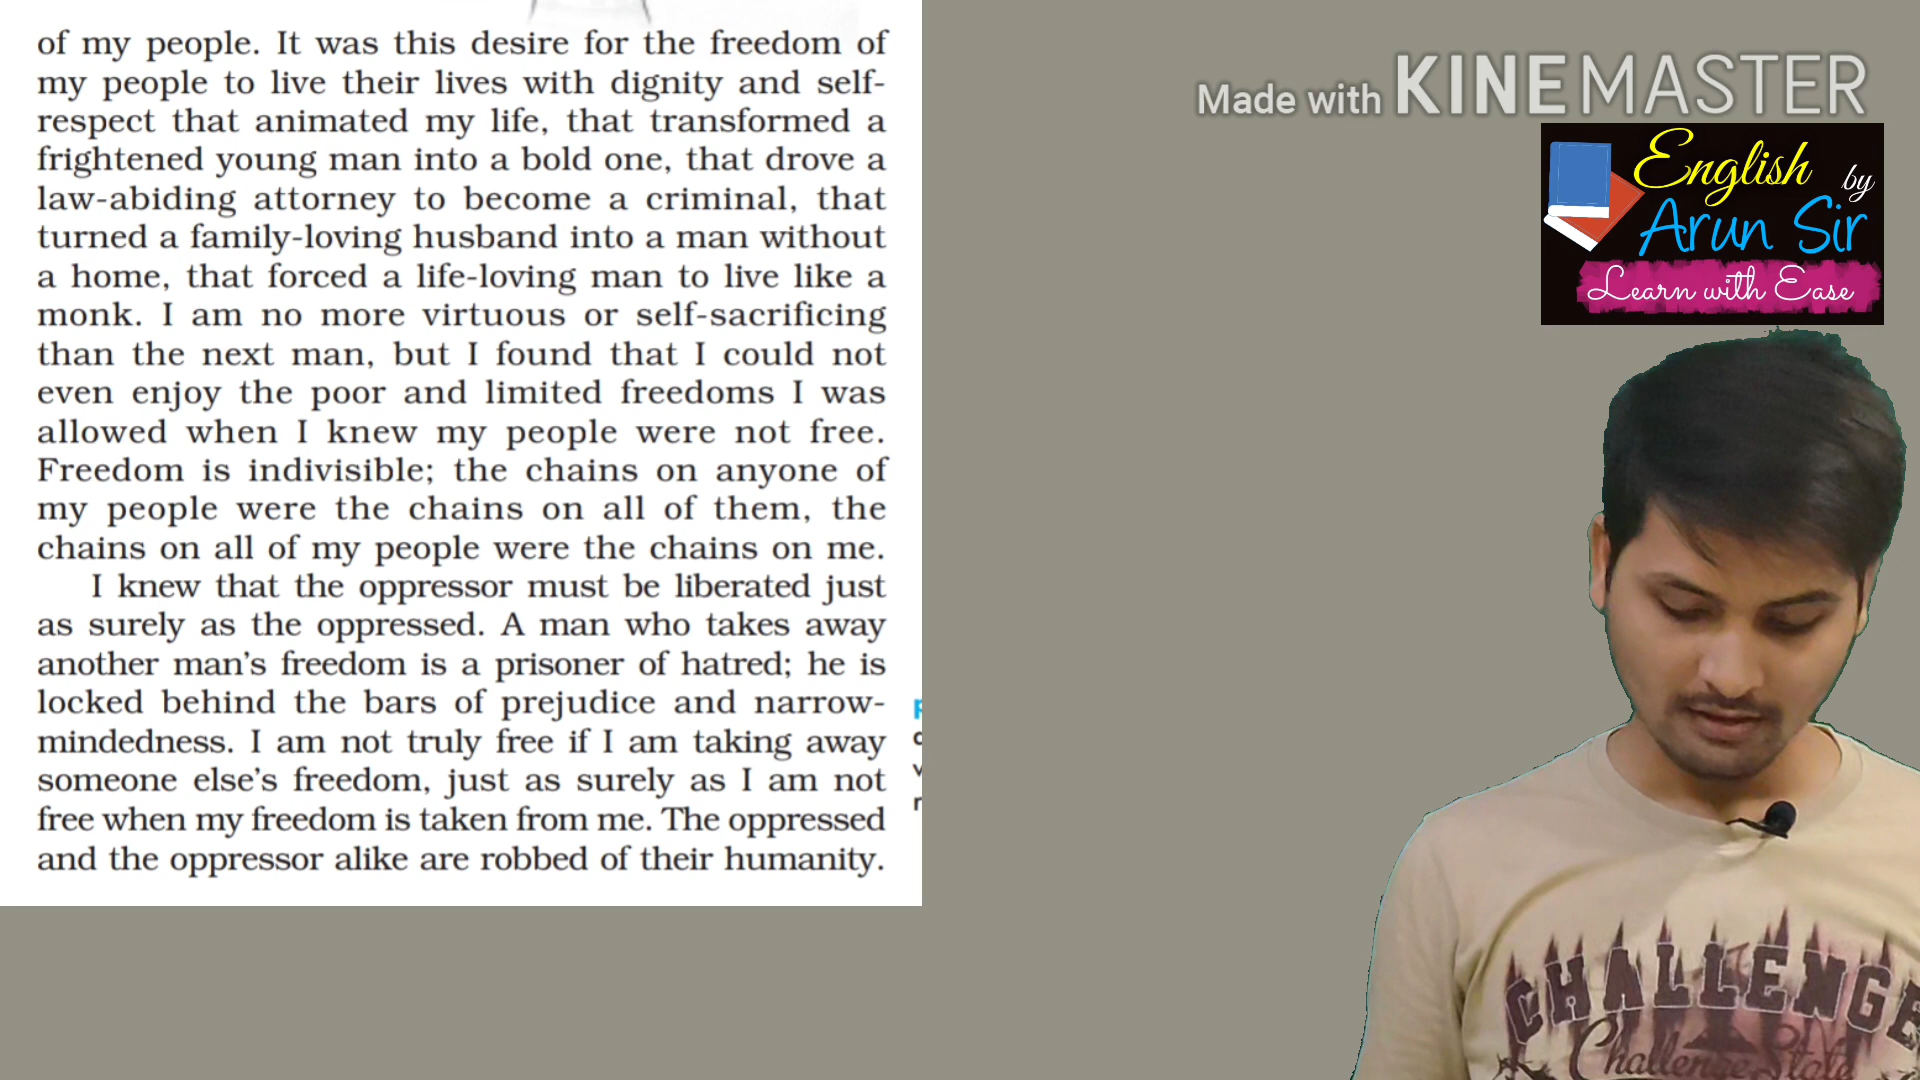 of my people. It was this desire for the freedom of
my people to live their lives with dignity and self-
respect that animated my life, that transformed a
frightened young man into a bold one, that drove a
law-abiding attorney to become a criminal, that
turned a family-loving husband into a man without
a home, that forced a life-loving man to live like a
monk. I am no more virtuous or self-sacrificing
than the next man, but I found that I could not
even enjoy the poor and limited freedoms I was
allowed when I knew my people were not free.
Freedom is indivisible; the chains on anyone of
my people were the chains on all of them, the
chains on all of my people were the chains on me.
I knew that the oppressor must be liberated just
as surely as the oppressed. A man who takes away
another man's freedom is a prisoner of hatred; he is
locked behind the bars of prejudice and narrow-
mindedness. I am not truly free if I am taking away
someone else's freedom, just as surely as I am not
free when my freedom is taken from me. The oppressed
and the oppressor alike are robbed of their humanity.
Made with KINEMASTER
English by
Arun Sir
Learn with Ease
CHALLENGE
Challenge State